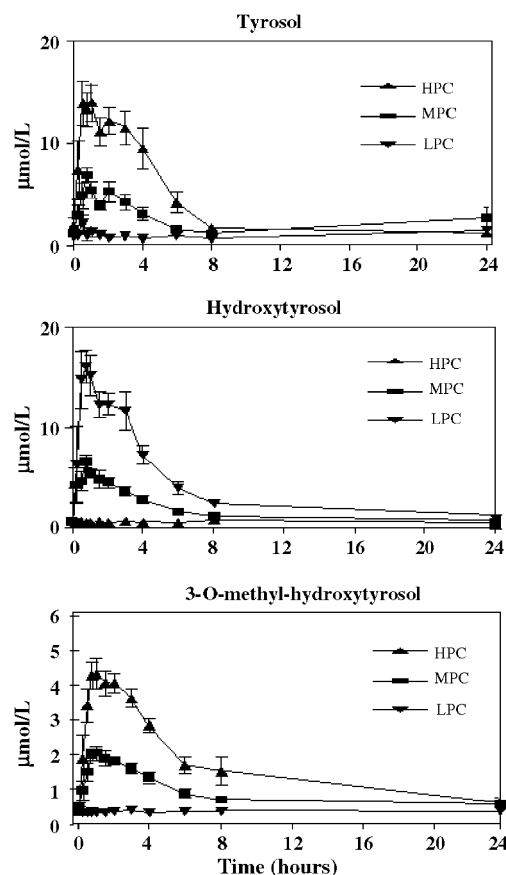 Tyrosol
20
10
0
μmol/L
HPC
MPC
LPC
0 4 8 12 16 20 24
Hydroxytyrosol
20
10
0
μmol/L
HPC
MPC
LPC
0 4 8 12 16 20 24
3-O-methyl-hydroxytyrosol
6
5
4
3
2
1
0
μmol/L
HPC
MPC
LPC
0 4 8 12 16 20 24
Time (hours)